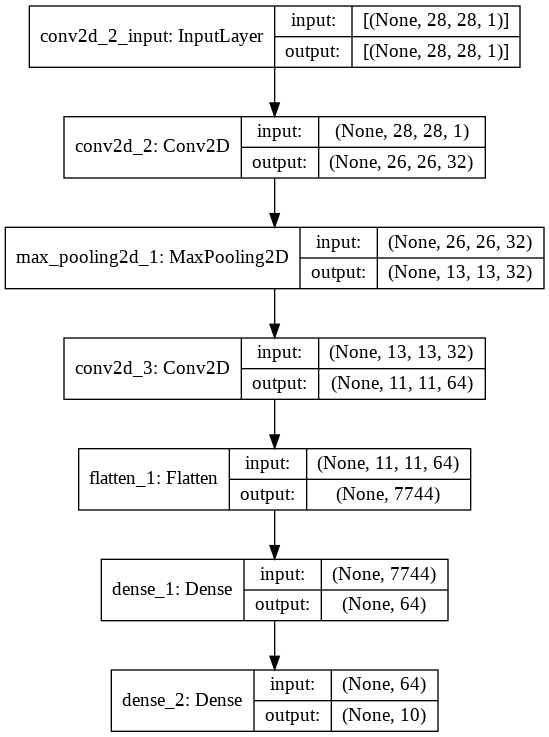 conv2d_2_input: InputLayer
input:
[(None, 28, 28, 1)]
output:
[(None, 28, 28, 1)]
conv2d_2: Conv2D
input:
(None, 28, 28, 1)
output:
(None, 26, 26, 32)
max_pooling2d_1: MaxPooling2D
input:
(None, 26, 26, 32)
output:
(None, 13, 13, 32)
conv2d_3: Conv2D
input:
(None, 13, 13, 32)
output:
(None, 11, 11, 64)
flatten_1: Flatten
input:
(None, 11, 11, 64)
output:
(None, 7744)
dense_1: Dense
input:
(None, 7744)
output:
(None, 64)
dense_2: Dense
input:
(None, 64)
output:
(None, 10)